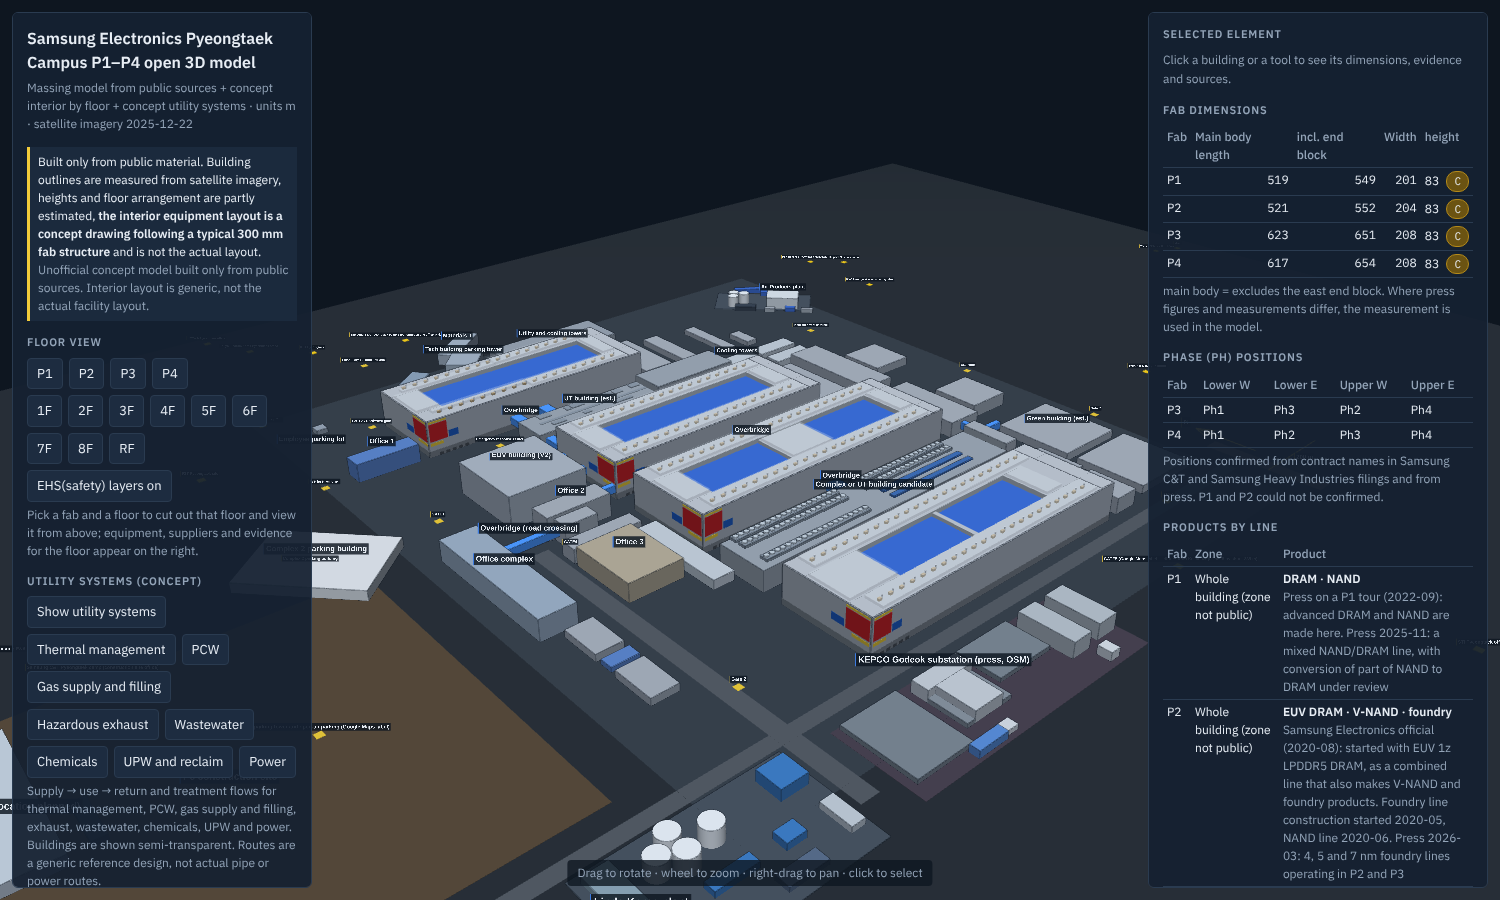 Samsung Electronics Pyeongtaek
Campus P1–P4 open 3D model
Massing model from public sources + concept
interior by floor + concept utility systems · units m
· satellite imagery 2025-12-22
Built only from public material. Building
outlines are measured from satellite imagery,
heights and floor arrangement are partly
estimated, the interior equipment layout is a
concept drawing following a typical 300 mm
fab structure and is not the actual layout.
Unofficial concept model built only from public
sources. Interior layout is generic, not the
actual facility layout.
FLOOR VIEW
P1 P2 P3 P4
1F 2F 3F 4F 5F 6F
7F 8F RF
EHS(safety) layers on
Pick a fab and a floor to cut out that floor and view
it from above; equipment, suppliers and evidence
for the floor appear on the right.
UTILITY SYSTEMS (CONCEPT)
Show utility systems
Thermal management PCW
Gas supply and filling
Hazardous exhaust Wastewater
Chemicals UPW and reclaim Power
Supply → use → return and treatment flows for
thermal management, PCW, gas supply and filling,
exhaust, wastewater, chemicals, UPW and power.
Buildings are shown semi-transparent. Routes are
a generic reference design, not actual pipe or
power routes.
Utility and cooling towers
Tech building parking tower
Cooling towers
UT building (est.)
Overbridge
Office 1
Overbridge
EUV building (V2)
Green building (est.)
Overbridge
Complex or UT building candidate
Office 2
Overbridge (road crossing)
Office 3
Office complex
parking building
KEPCO Godeok substation (press, OSM)
Gate 2
Drag to rotate · wheel to zoom · right-drag to pan · click to select
SELECTED ELEMENT
Click a building or a tool to see its dimensions, evidence
and sources.
FAB DIMENSIONS
Fab Main body length incl. end block Width height
P1 519 549 201 83 C
P2 521 552 204 83 C
P3 623 651 208 83 C
P4 617 654 208 83 C
main body = excludes the east end block. Where press
figures and measurements differ, the measurement is
used in the model.
PHASE (PH) POSITIONS
Fab Lower W Lower E Upper W Upper E
P3 Ph1 Ph3 Ph2 Ph4
P4 Ph1 Ph2 Ph3 Ph4
Positions confirmed from contract names in Samsung
C&T and Samsung Heavy Industries filings and from
press. P1 and P2 could not be confirmed.
PRODUCTS BY LINE
Fab Zone Product
P1 Whole building (zone not public) DRAM · NAND
Press on a P1 tour (2022-09):
advanced DRAM and NAND are
made here. Press 2025-11: a
mixed NAND/DRAM line, with
conversion of part of NAND to
DRAM under review
P2 Whole building (zone not public) EUV DRAM · V-NAND · foundry
Samsung Electronics official
(2020-08): started with EUV 1z
LPDDR5 DRAM, as a combined
line that also makes V-NAND and
foundry products. Foundry line
construction started 2020-05,
NAND line 2020-06. Press 2026-
03: 4, 5 and 7 nm foundry lines
operating in P2 and P3